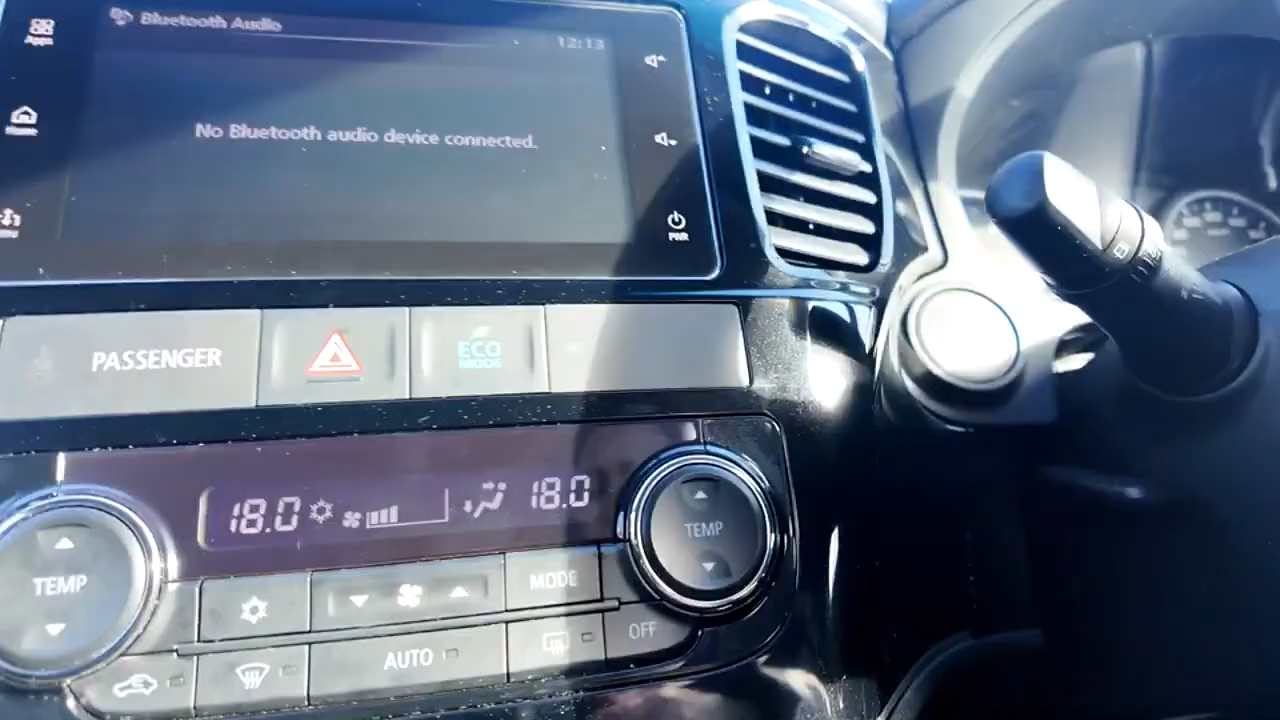 Apps
Bluetooth Audio
12:13
Home
No Bluetooth audio device connected.
PWR
PASSENGER
ECO
MODE
18.0
18.0
TEMP
TEMP
MODE
AUTO
OFF